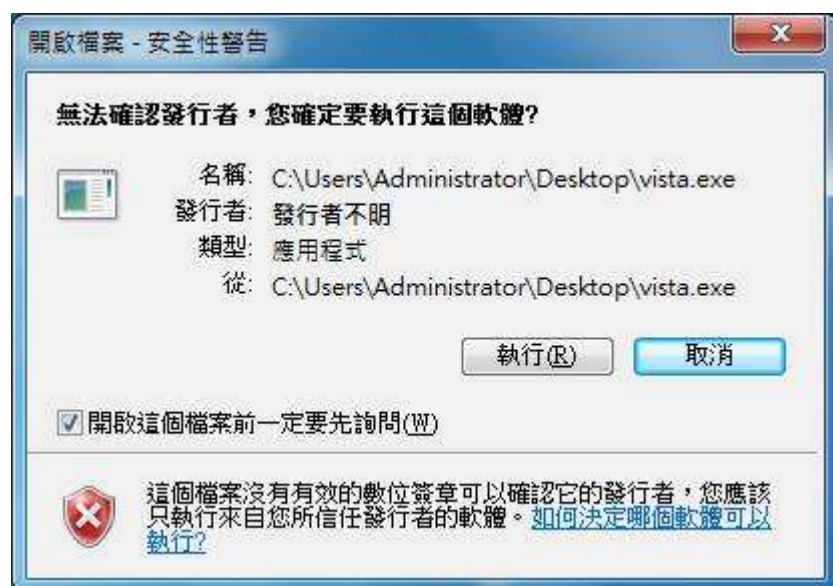 開啟檔案 - 安全性警告
無法確認發行者，您確定要執行這個軟體?
名稱: C:\Users\Administrator\Desktop\vista.exe
發行者: 發行者不明
類型: 應用程式
從: C:\Users\Administrator\Desktop\vista.exe
執行(R) 取消
開啟這個檔案前一定要先詢問(W)
這個檔案沒有有效的數位簽章可以確認它的發行者，您應該
只執行來自您所信任發行者的軟體。如何決定哪個軟體可以
執行?